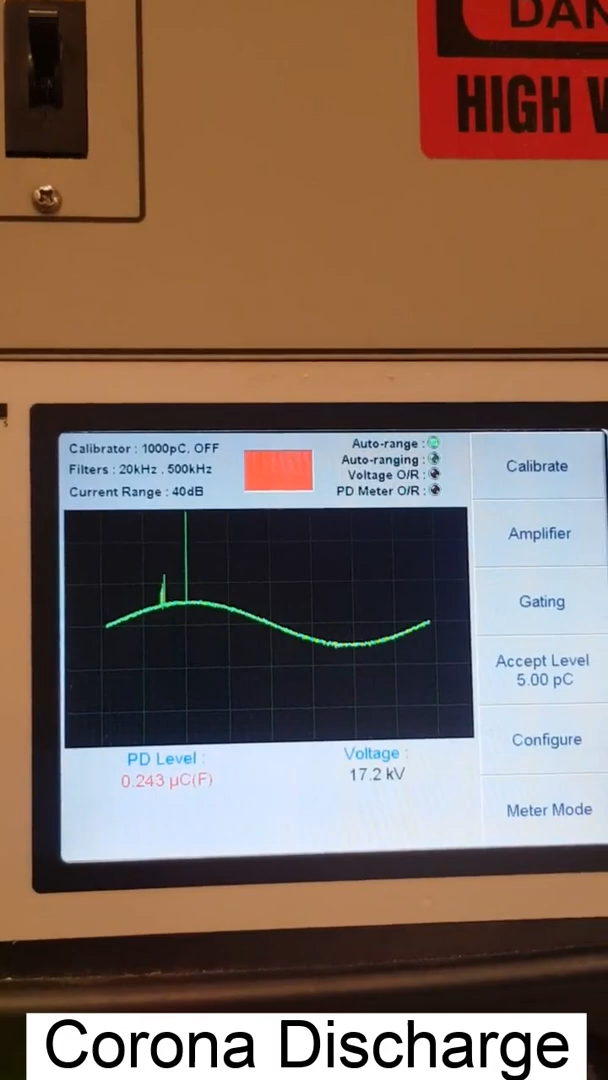 DAN
HIGH V
Calibrator : 1000pC, OFF
Filters : 20kHz , 500kHz
Current Range : 40dB
Auto-range :
Auto-ranging :
Voltage O/R :
PD Meter O/R :
Calibrate
Amplifier
Gating
Accept Level
5.00 pC
Configure
Meter Mode
PD Level :
0.243 µC(F)
Voltage :
17.2 kV
Corona Discharge